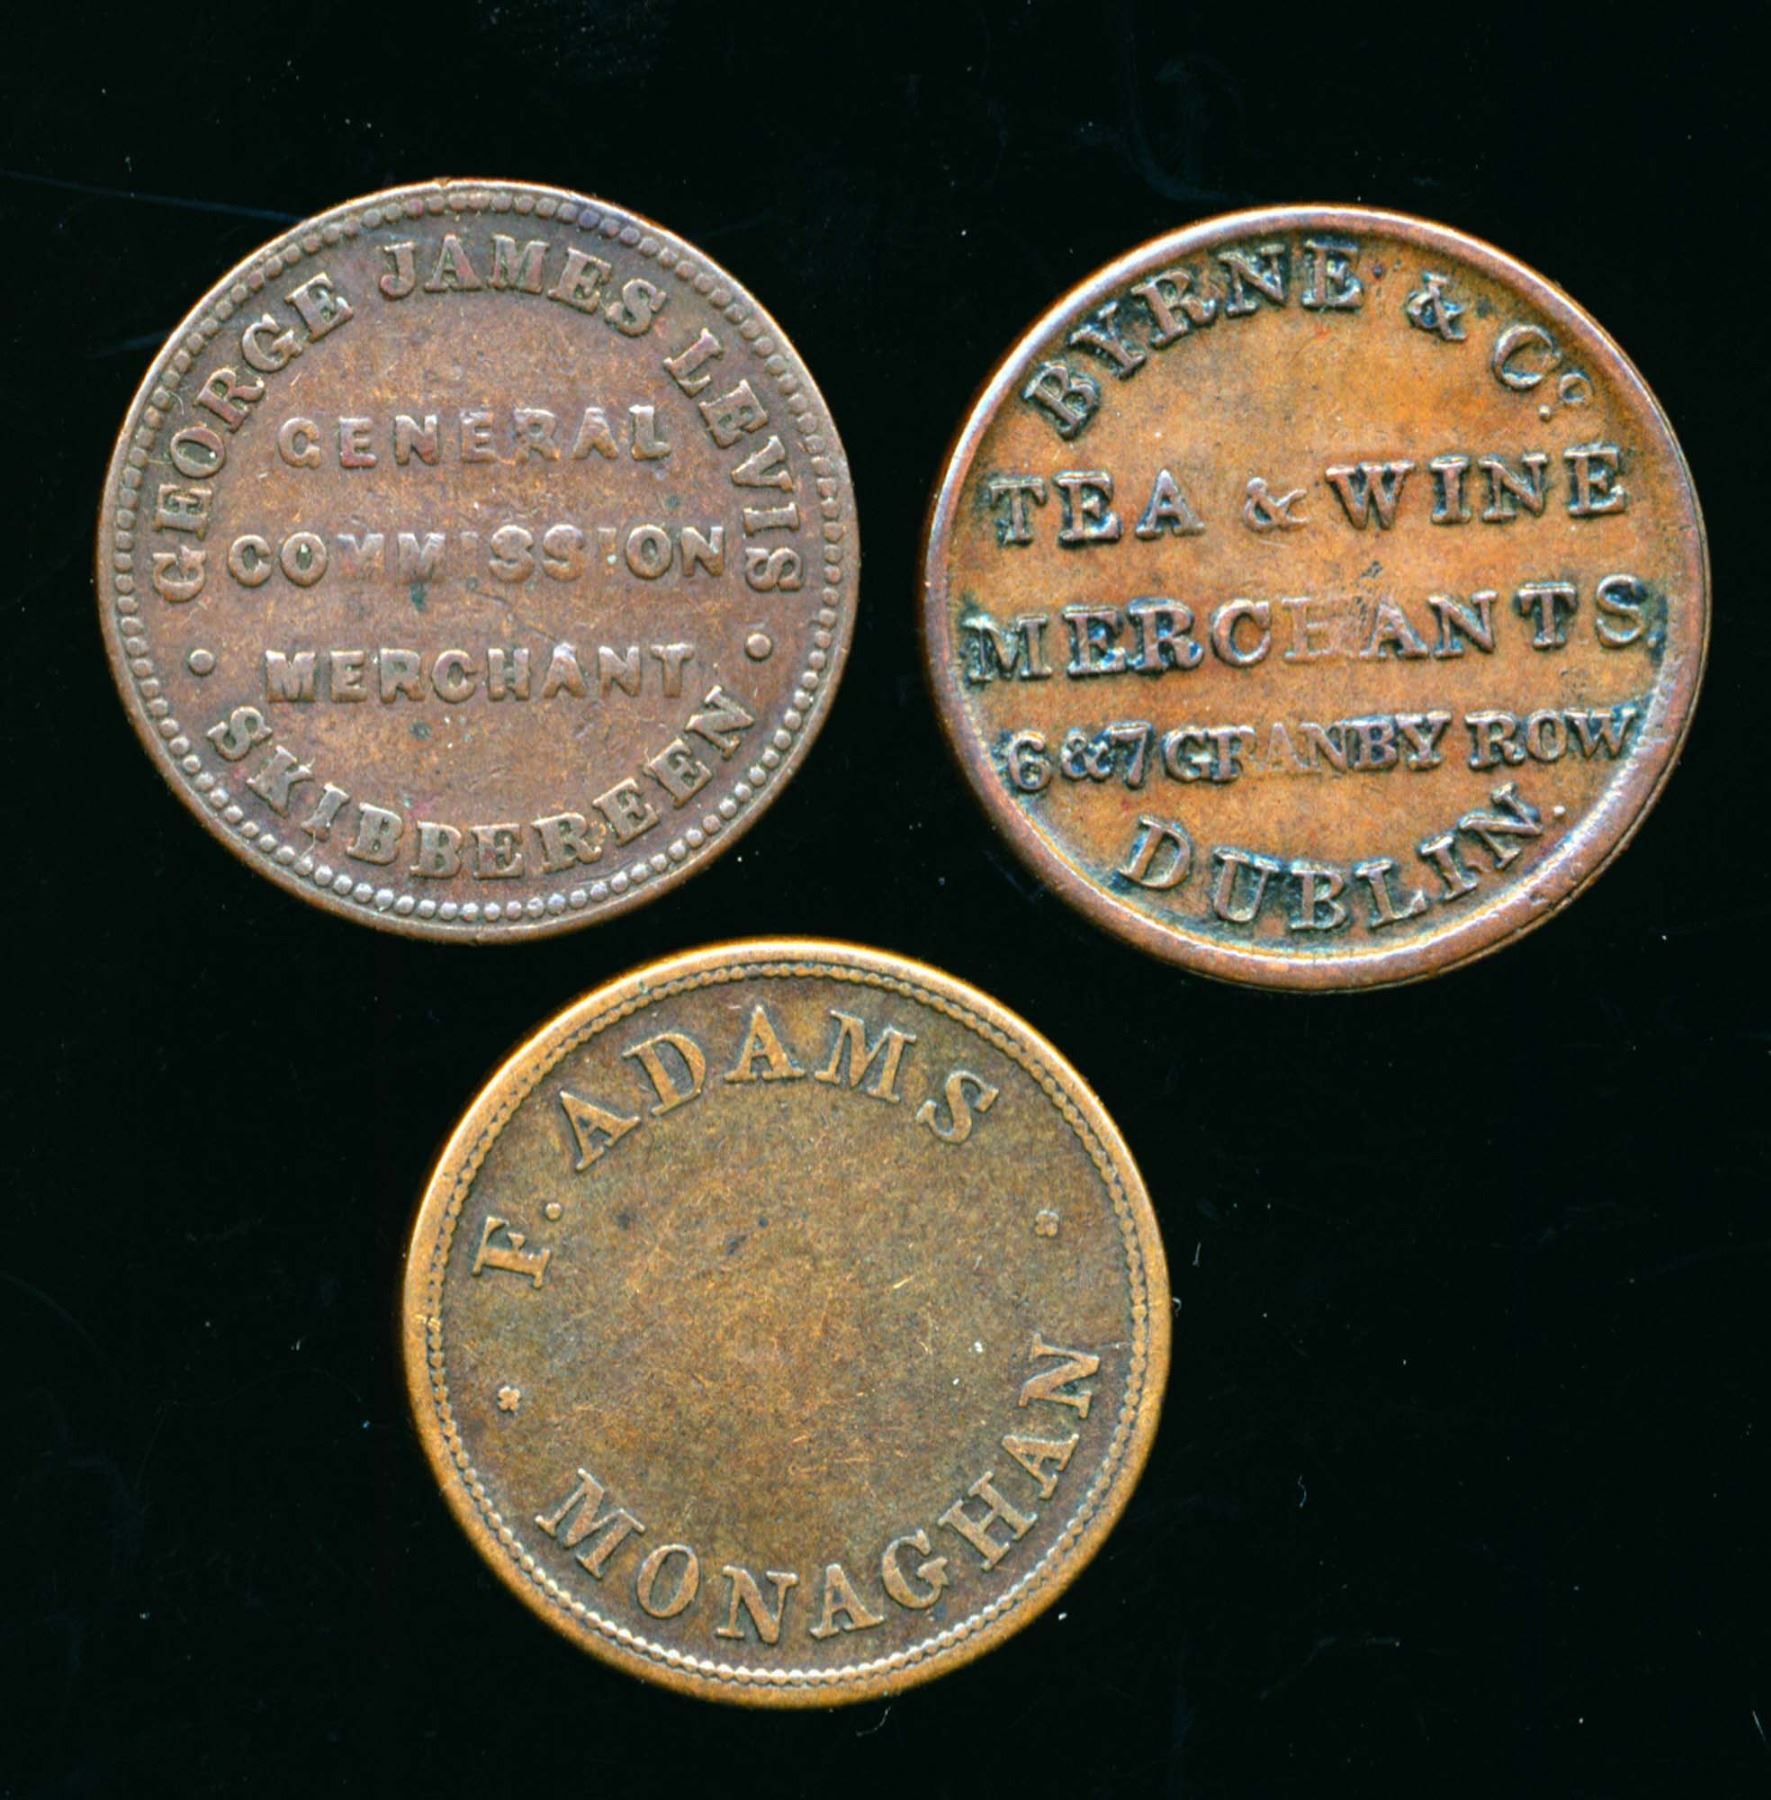 GEORGE JAMES LEVIS
GENERAL
COMMISSION
MERCHANT
SKIBBEREEN
BYRNE & Co.
TEA & WINE
MERCHANTS
6 & 7 GRANBY ROW
DUBLIN.
F. ADAMS
MONAGHAN